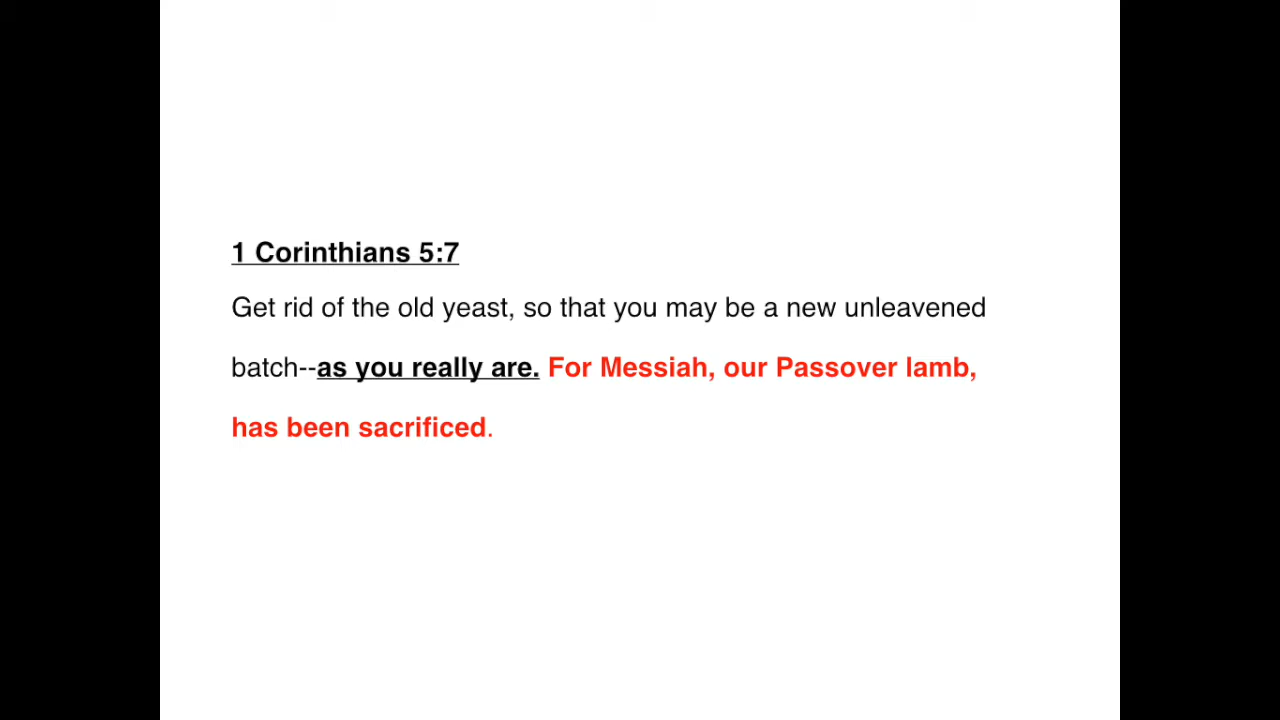 1 Corinthians 5:7
Get rid of the old yeast, so that you may be a new unleavened
batch--as you really are. For Messiah, our Passover lamb,
has been sacrificed.